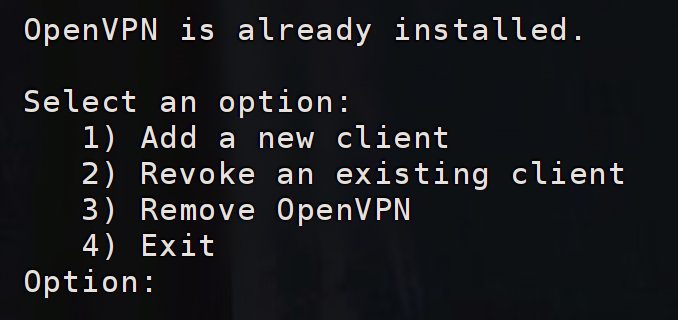 OpenVPN is already installed.
Select an option:
1) Add a new client
2) Revoke an existing client
3) Remove OpenVPN
4) Exit
Option: